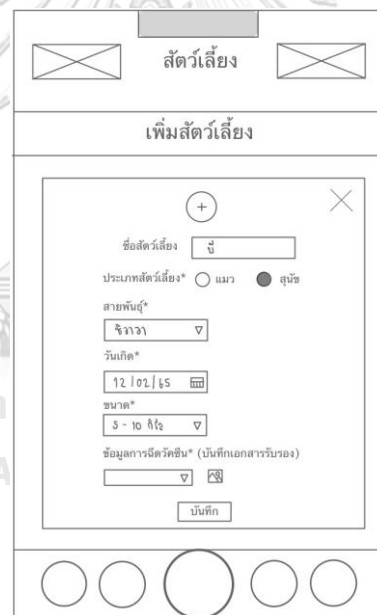 สัตว์เลี้ยง
เพิ่มสัตว์เลี้ยง
ชื่อสัตว์เลี้ยง บี้
ประเภทสัตว์เลี้ยง* แมว สุนัข
สายพันธุ์*
ชิวาวา
วันเกิด*
12/02/65
ขนาด*
5 - 10 กิโล
ข้อมูลการฉีดวัคซีน* (บันทึกเอกสารรับรอง)
บันทึก